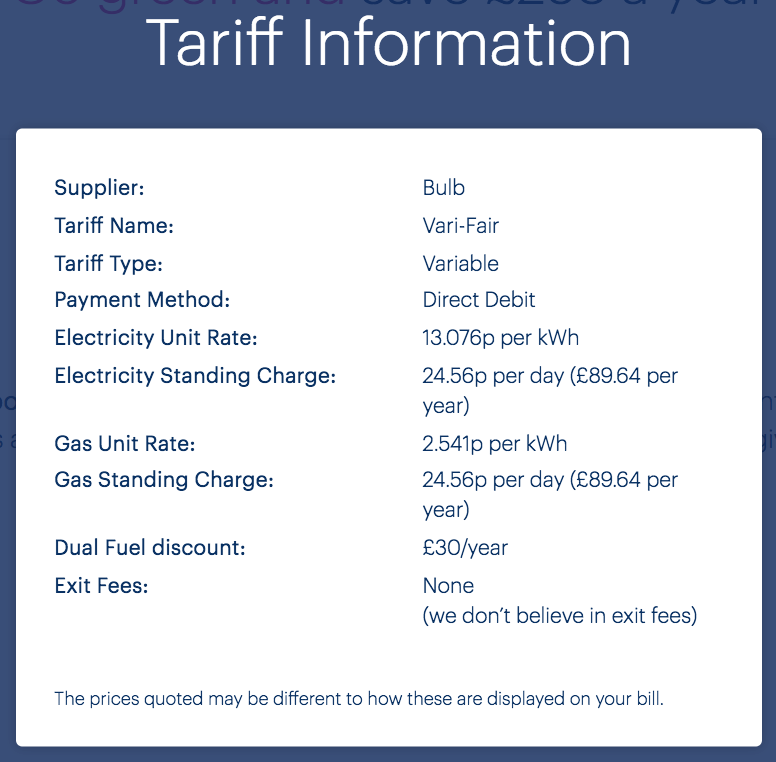 Go green and save
Tariff Information
Supplier: Bulb
Tariff Name: Vari-Fair
Tariff Type: Variable
Payment Method: Direct Debit
Electricity Unit Rate: 13.076p per kWh
Electricity Standing Charge: 24.56p per day (£89.64 per
year)
Gas Unit Rate: 2.541p per kWh
Gas Standing Charge: 24.56p per day (£89.64 per
year)
Dual Fuel discount: £30/year
Exit Fees: None
(we don't believe in exit fees)
The prices quoted may be different to how these are displayed on your bill.